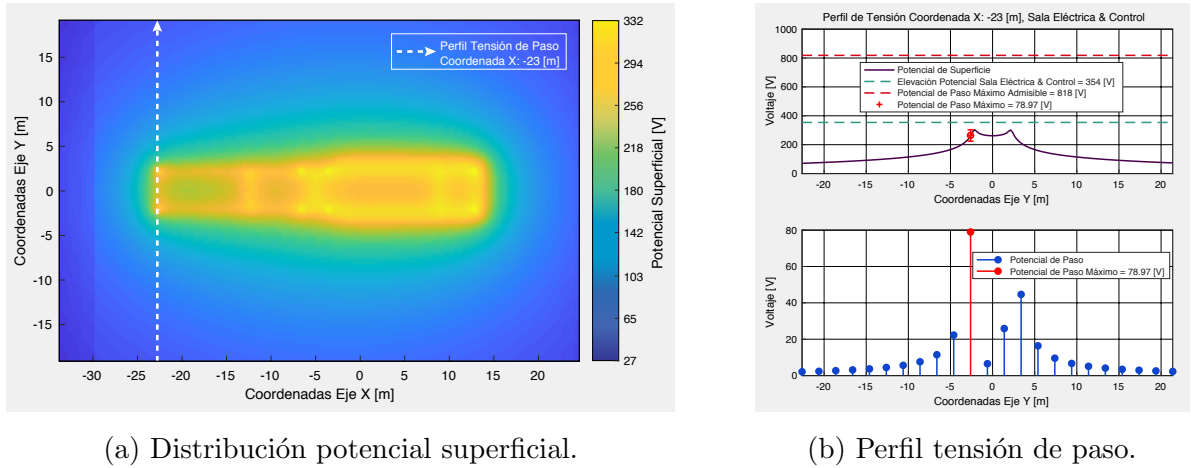 Perfil Tensión de Paso
Coordenada X: -23 [m]
Coordenadas Eje Y [m]
15
10
5
0
-5
-10
-15
-30 -25 -20 -15 -10 -5 0 5 10 15 20
Coordenadas Eje X [m]
Potencial Superficial [V]
332
294
256
218
180
142
103
65
27
(a) Distribución potencial superficial.
Perfil de Tensión Coordenada X: -23 [m], Sala Eléctrica & Control
Voltaje [V]
1000
800
600
400
200
0
Potencial de Superficie
Elevación Potencial Sala Eléctrica & Control = 354 [V]
Potencial de Paso Máximo Admisible = 818 [V]
Potencial de Paso Máximo = 78.97 [V]
-20 -15 -10 -5 0 5 10 15 20
Coordenadas Eje Y [m]
Voltaje [V]
80
60
40
20
0
Potencial de Paso
Potencial de Paso Máximo = 78.97 [V]
-20 -15 -10 -5 0 5 10 15 20
Coordenadas Eje Y [m]
(b) Perfil tensión de paso.